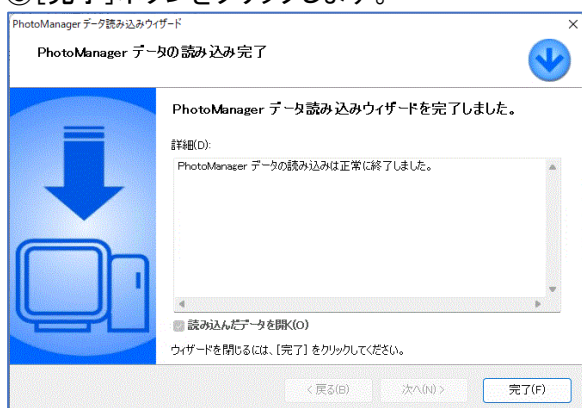 [完了]ボタンをクリックします。
PhotoManager データ読み込みウィザード
PhotoManager データの読み込み完了
PhotoManager データ読み込みウィザードを完了しました。
詳細(D):
PhotoManager データの読み込みは正常に終了しました。
読み込んだデータを開く(O)
ウィザードを閉じるには、[完了] をクリックしてください。
< 戻る(B)
次へ(N) >
完了(F)